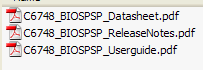 C6748_BIOSPSP_Datasheet.pdf
C6748_BIOSPSP_ReleaseNotes.pdf
C6748_BIOSPSP_Userguide.pdf